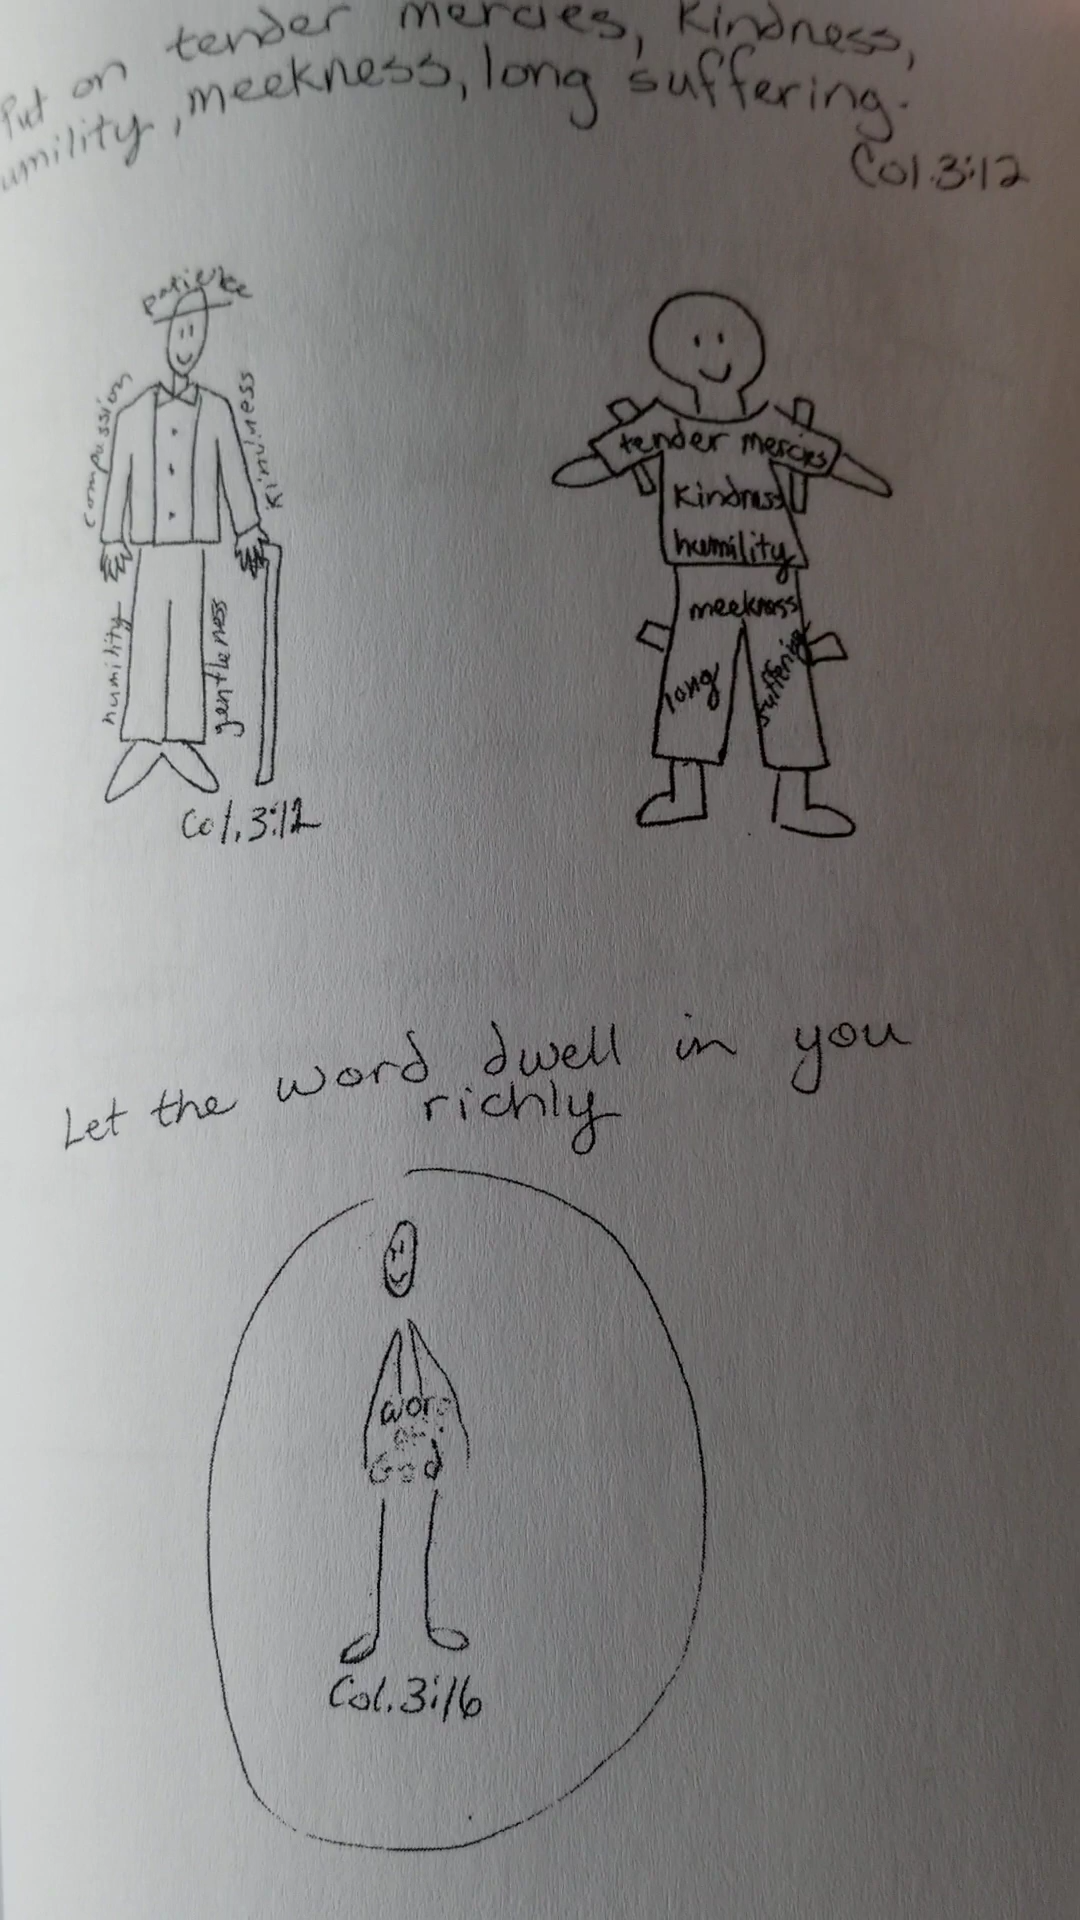 Put on tender mercies, kindness,
umility, meekness, long suffering.
Col.3:12
patience
compassion
kindness
humility
gentleness
Col.3:12
tender mercies
kindness
humility
meekness
long suffering
Let the word dwell in you
richly
word
of
God
Col.3:16